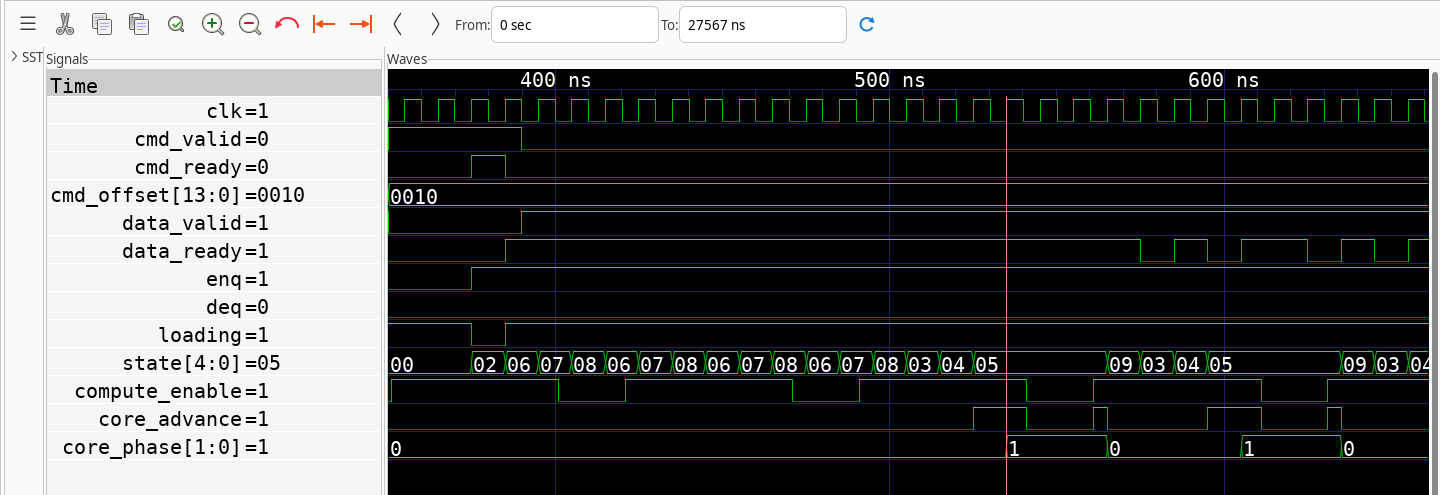 From: 0 sec To: 27567 ns
SST Signals Waves
Time 400 ns 500 ns 600 ns
clk=1
cmd_valid=0
cmd_ready=0
cmd_offset[13:0]=0010 0010
data_valid=1
data_ready=1
enq=1
deq=0
loading=1
state[4:0]=05 00 02 06 07 08 06 07 08 06 07 08 06 07 08 03 04 05 09 03 04 05 09 03 04
compute_enable=1
core_advance=1
core_phase[1:0]=1 0 1 0 1 0